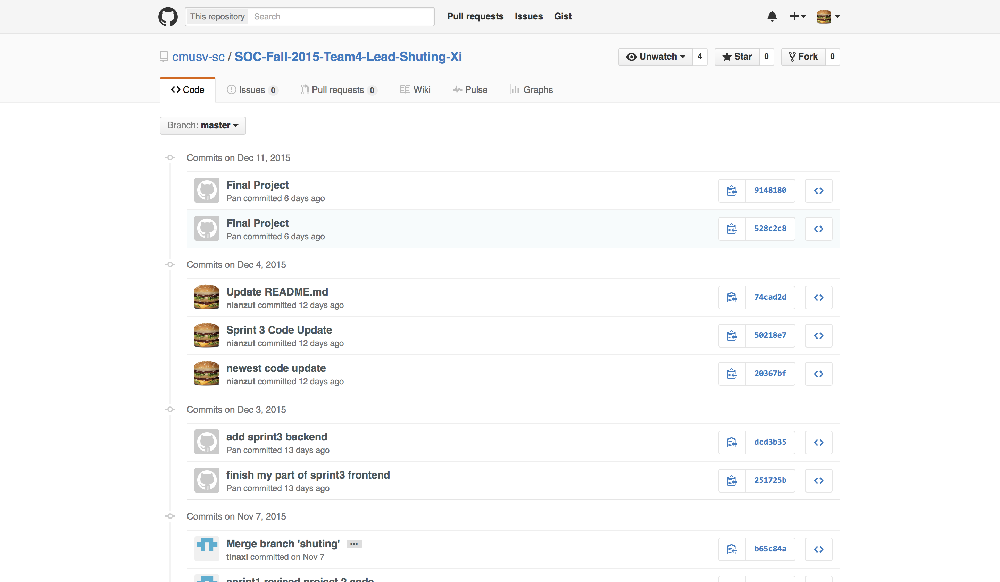 This repository Search Pull requests Issues Gist
cmusv-sc / SOC-Fall-2015-Team4-Lead-Shuting-Xi Unwatch 4 Star 0 Fork 0
Code Issues 0 Pull requests 0 Wiki Pulse Graphs
Branch: master
Commits on Dec 11, 2015
Final Project
Pan committed 6 days ago
9148180
Final Project
Pan committed 6 days ago
528c2c8
Commits on Dec 4, 2015
Update README.md
nianzut committed 12 days ago
74cad2d
Sprint 3 Code Update
nianzut committed 12 days ago
50218e7
newest code update
nianzut committed 12 days ago
20367bf
Commits on Dec 3, 2015
add sprint3 backend
Pan committed 13 days ago
dcd3b35
finish my part of sprint3 frontend
Pan committed 13 days ago
251725b
Commits on Nov 7, 2015
Merge branch 'shuting' ...
tinaxi committed on Nov 7
b65c84a
sprint1 revised project 2 code